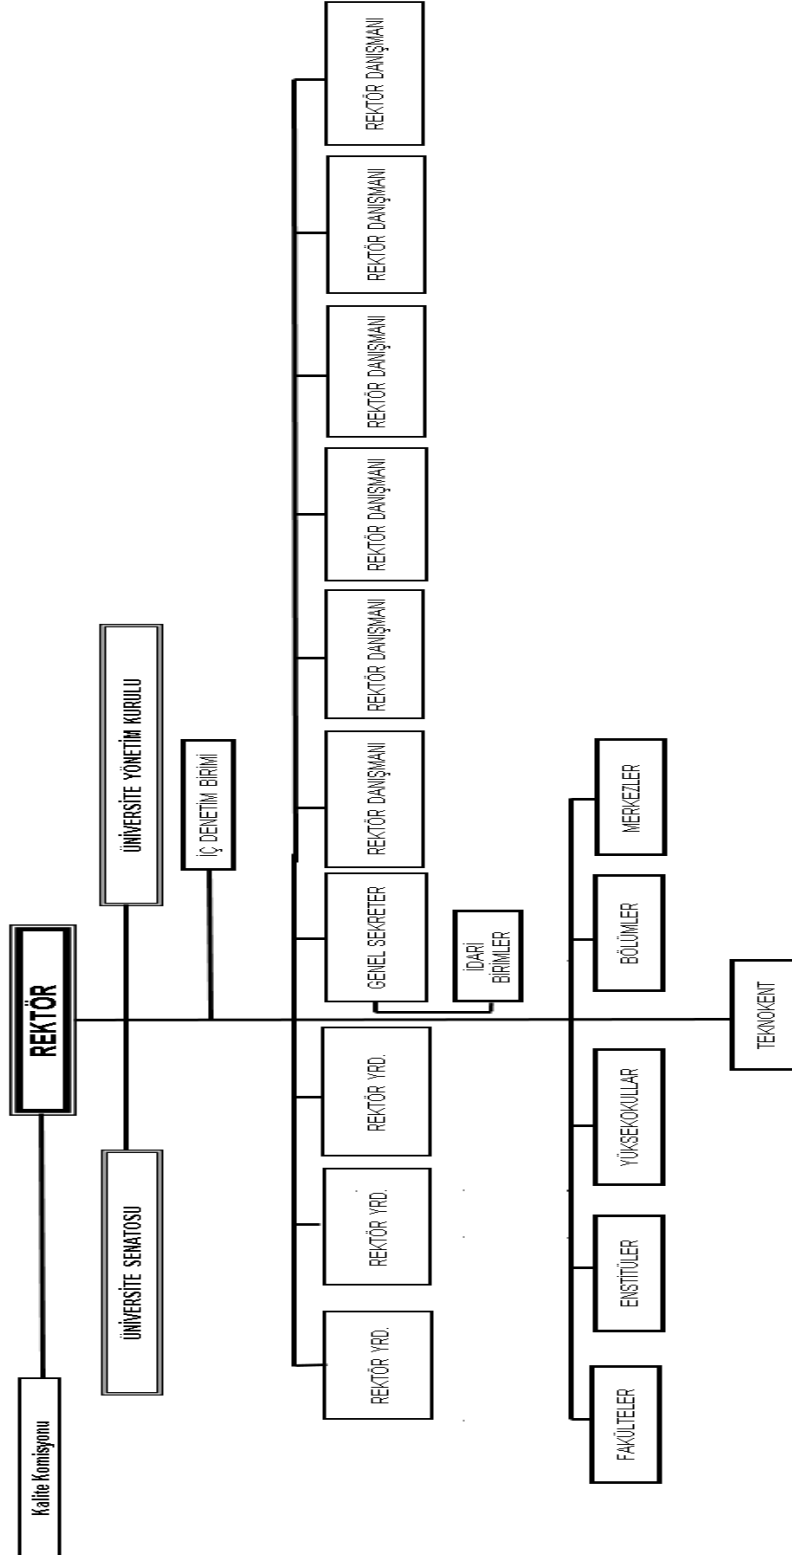 REKTÖR
Kalite Komisyonu
ÜNİVERSİTE SENATOSU
ÜNİVERSİTE YÖNETİM KURULU
İÇ DENETİM BİRİMİ
REKTÖR YRD.
REKTÖR YRD.
REKTÖR YRD.
GENEL SEKRETER
REKTÖR DANIŞMANI
REKTÖR DANIŞMANI
REKTÖR DANIŞMANI
REKTÖR DANIŞMANI
REKTÖR DANIŞMANI
REKTÖR DANIŞMANI
İDARİ
BİRİMLER
FAKÜLTELER
ENSTİTÜLER
YÜKSEKOKULLAR
BÖLÜMLER
MERKEZLER
TEKNOKENT